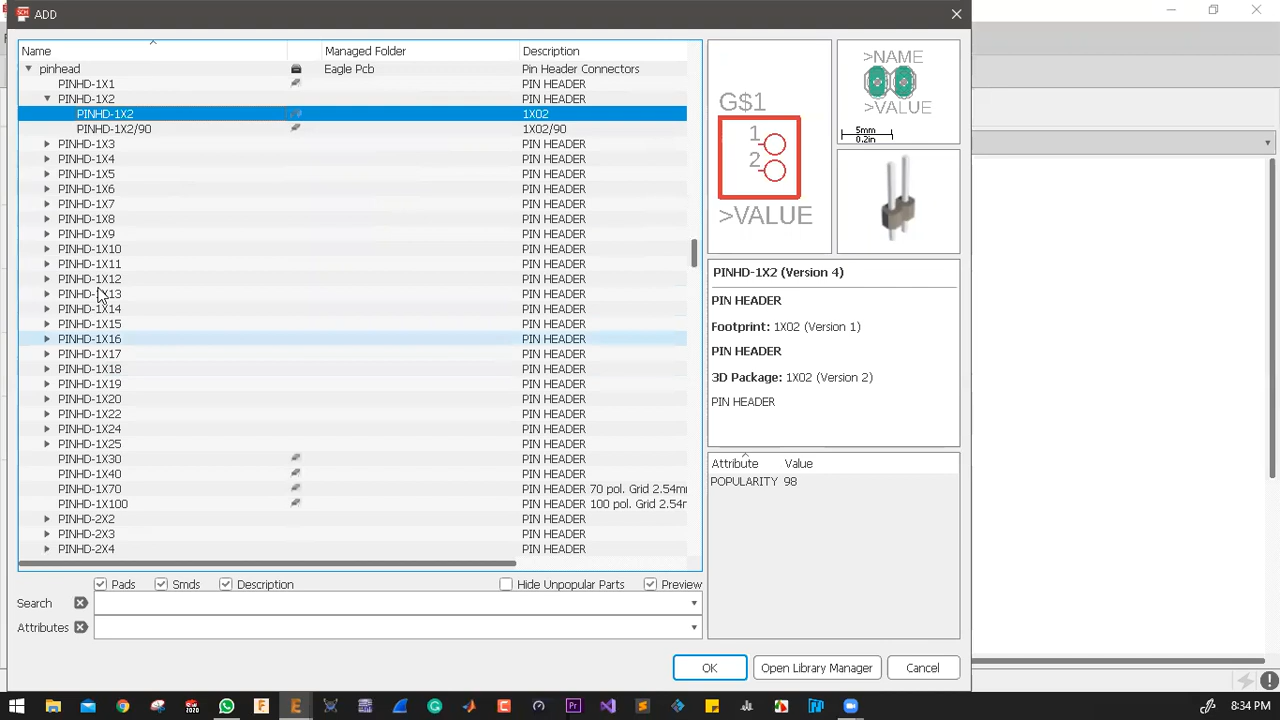 ADD
Name Managed Folder Description
pinhead Eagle Pcb Pin Header Connectors
PINHD-1X1 PIN HEADER
PINHD-1X2 PIN HEADER
PINHD-1X2 1X02
PINHD-1X2/90 1X02/90
PINHD-1X3 PIN HEADER
PINHD-1X4 PIN HEADER
PINHD-1X5 PIN HEADER
PINHD-1X6 PIN HEADER
PINHD-1X7 PIN HEADER
PINHD-1X8 PIN HEADER
PINHD-1X9 PIN HEADER
PINHD-1X10 PIN HEADER
PINHD-1X11 PIN HEADER
PINHD-1X12 PIN HEADER
PINHD-1X13 PIN HEADER
PINHD-1X14 PIN HEADER
PINHD-1X15 PIN HEADER
PINHD-1X16 PIN HEADER
PINHD-1X17 PIN HEADER
PINHD-1X18 PIN HEADER
PINHD-1X19 PIN HEADER
PINHD-1X20 PIN HEADER
PINHD-1X22 PIN HEADER
PINHD-1X24 PIN HEADER
PINHD-1X25 PIN HEADER
PINHD-1X30 PIN HEADER
PINHD-1X40 PIN HEADER
PINHD-1X70 PIN HEADER 70 pol. Grid 2.54m
PINHD-1X100 PIN HEADER 100 pol. Grid 2.54
PINHD-2X2 PIN HEADER
PINHD-2X3 PIN HEADER
PINHD-2X4 PIN HEADER
Pads Smds Description Hide Unpopular Parts Preview
Search
Attributes
G$1
1
2
>VALUE
>NAME
>VALUE
5mm
0.2in
PINHD-1X2 (Version 4)
PIN HEADER
Footprint: 1X02 (Version 1)
PIN HEADER
3D Package: 1X02 (Version 2)
PIN HEADER
Attribute Value
POPULARITY 98
OK Open Library Manager Cancel
8:34 PM